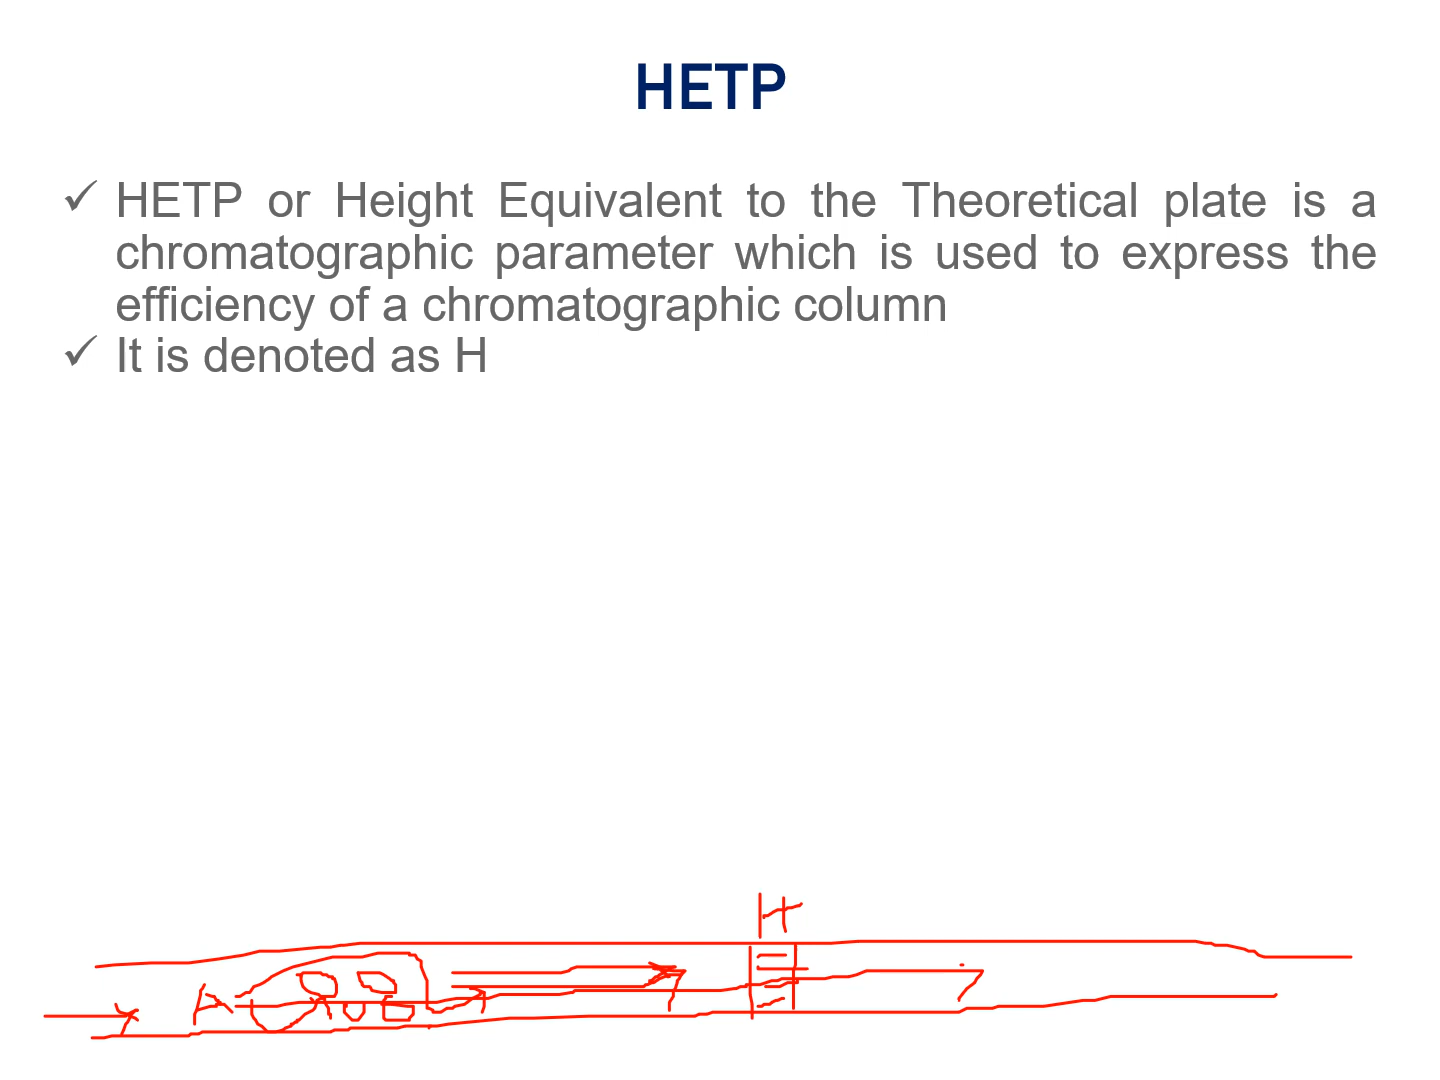 HETP
✓ HETP or Height Equivalent to the Theoretical plate is a
chromatographic parameter which is used to express the
efficiency of a chromatographic column
✓ It is denoted as H
H
A